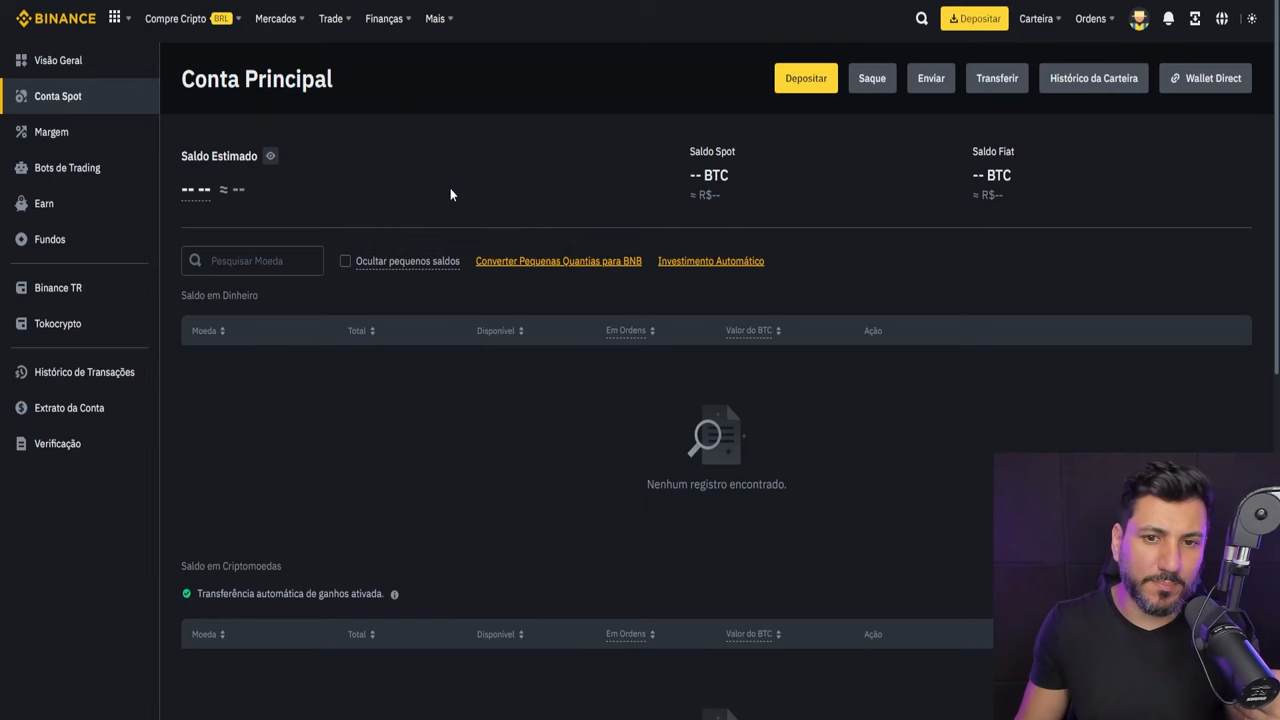 BINANCE
Compre Cripto BRL
Mercados
Trade
Finanças
Mais
Depositar
Carteira
Ordens
Visão Geral
Conta Spot
Margem
Bots de Trading
Earn
Fundos
Binance TR
Tokocrypto
Histórico de Transações
Extrato da Conta
Verificação
Conta Principal
Depositar
Saque
Enviar
Transferir
Histórico da Carteira
Wallet Direct
Saldo Estimado
-- -- ≈ --
Saldo Spot
-- BTC
≈ R$--
Saldo Fiat
-- BTC
≈ R$--
Pesquisar Moeda
Ocultar pequenos saldos
Converter Pequenas Quantias para BNB
Investimento Automático
Saldo em Dinheiro
Moeda Total Disponível Em Ordens Valor do BTC Ação
Nenhum registro encontrado.
Saldo em Criptomoedas
Transferência automática de ganhos ativada.
Moeda Total Disponível Em Ordens Valor do BTC Ação